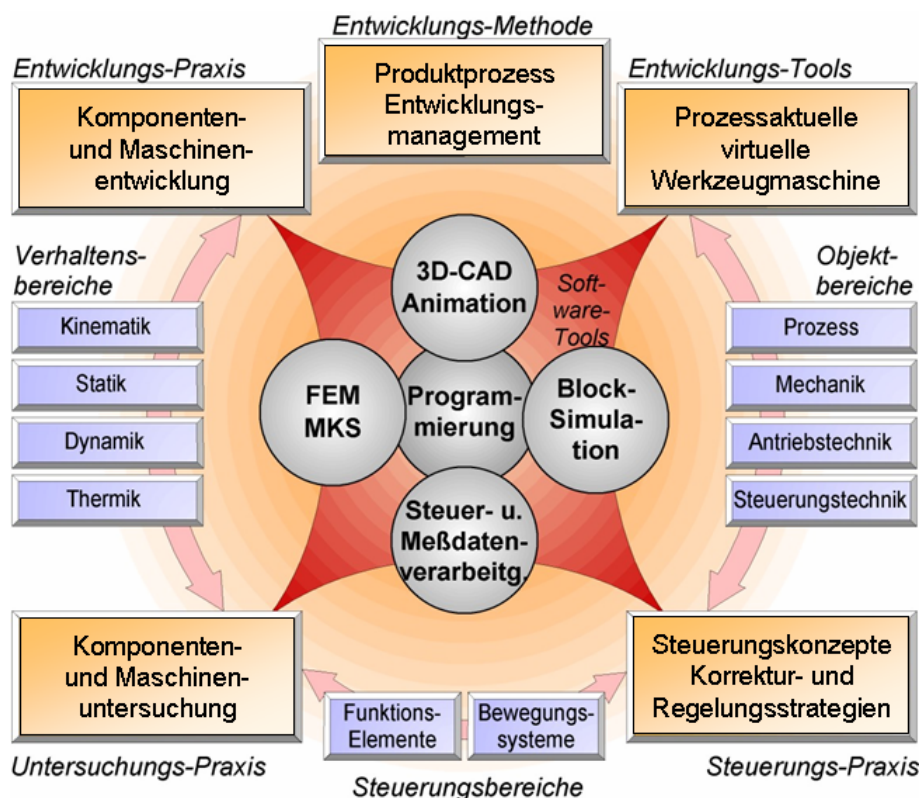 Entwicklungs-Methode
Entwicklungs-Praxis
Entwicklungs-Tools
Produktprozess
Entwicklungs-
management
Komponenten-
und Maschinen-
entwicklung
Prozessaktuelle
virtuelle
Werkzeugmaschine
Verhaltens-
bereiche
Kinematik
Statik
Dynamik
Thermik
3D-CAD
Animation
Soft-
ware-
Tools
FEM
MKS
Program-
mierung
Block-
Simula-
tion
Steuer- u.
Meßdaten-
verarbeitg.
Objekt-
bereiche
Prozess
Mechanik
Antriebstechnik
Steuerungstechnik
Komponenten-
und Maschinen-
untersuchung
Untersuchungs-Praxis
Funktions-
Elemente
Bewegungs-
systeme
Steuerungsbereiche
Steuerungskonzepte
Korrektur- und
Regelungsstrategien
Steuerungs-Praxis